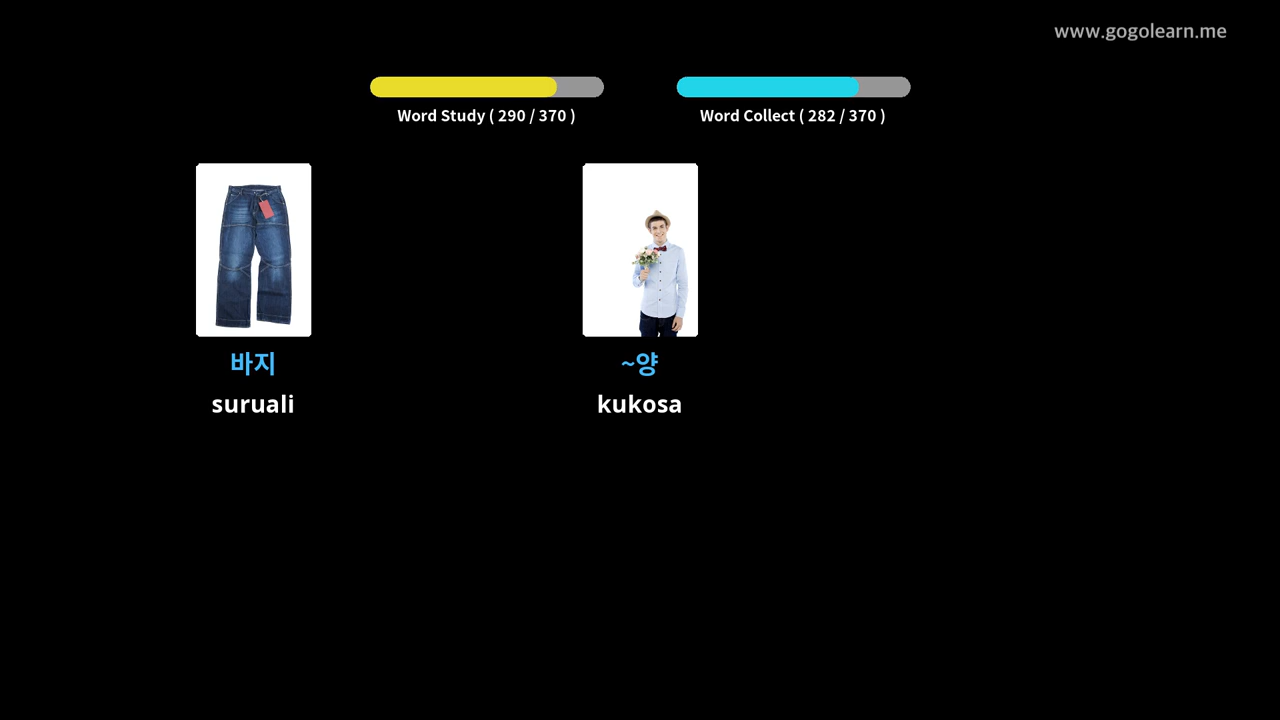 www.gogolearn.me
Word Study ( 290 / 370 )
Word Collect ( 282 / 370 )
바지
suruali
~양
kukosa